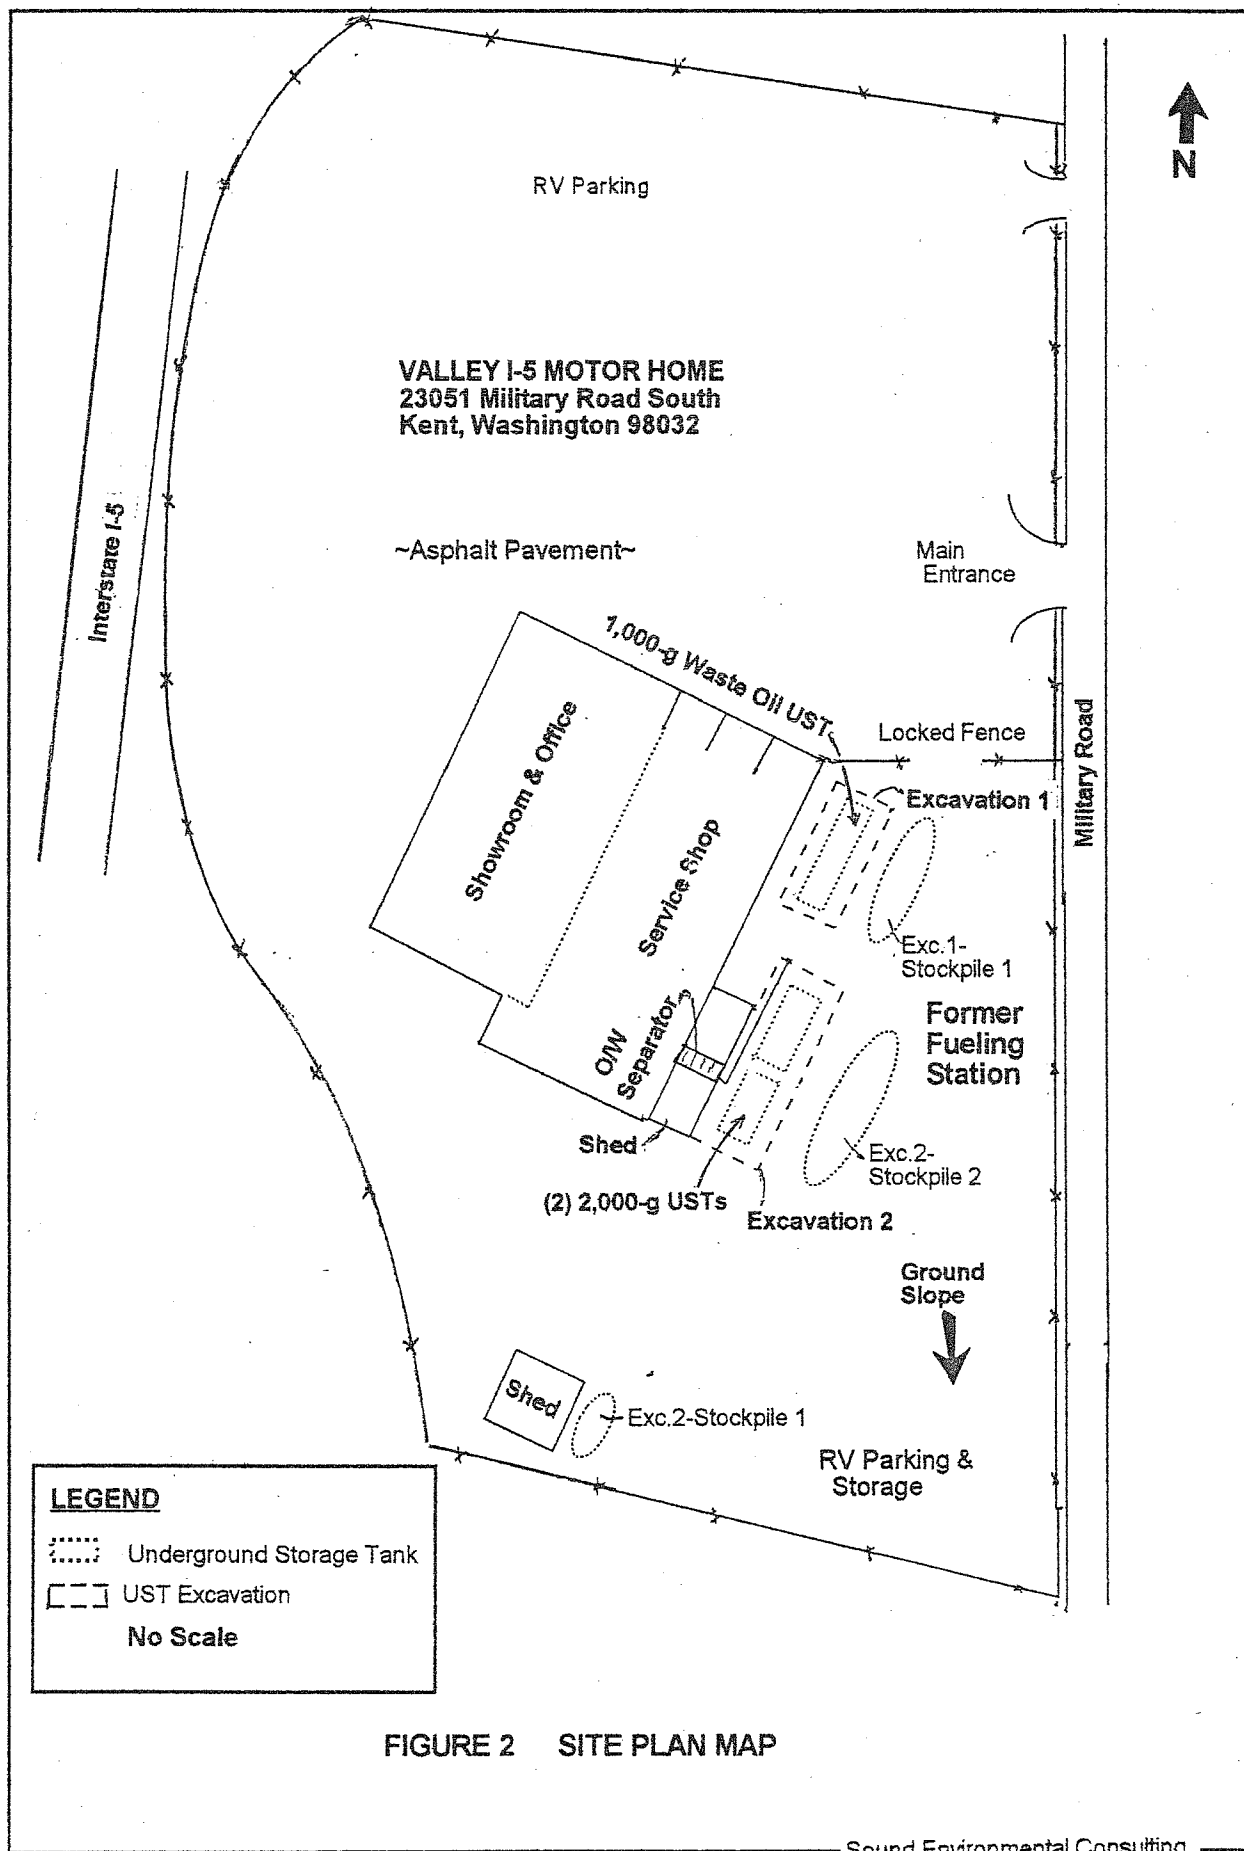 N
RV Parking
VALLEY I-5 MOTOR HOME
23051 Military Road South
Kent, Washington 98032
Interstate I-5
~Asphalt Pavement~
Main
Entrance
1,000-g Waste Oil UST
Locked Fence
Military Road
Showroom & Office
Service Shop
Excavation 1
Exc.1-
Stockpile 1
O/W
Separator
Former
Fueling
Station
Shed
Exc.2-
Stockpile 2
(2) 2,000-g USTs
Excavation 2
Ground
Slope
Shed
Exc.2-Stockpile 1
RV Parking &
Storage
LEGEND
Underground Storage Tank
UST Excavation
No Scale
FIGURE 2 SITE PLAN MAP
Sound Environmental Consulting